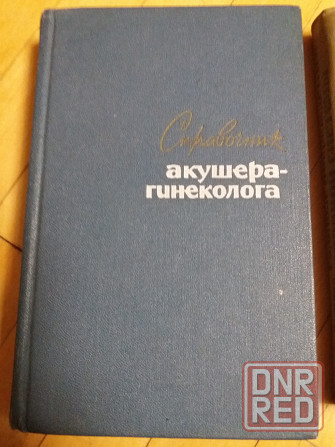 Справочник
акушера-
гинеколога
DNR
RED